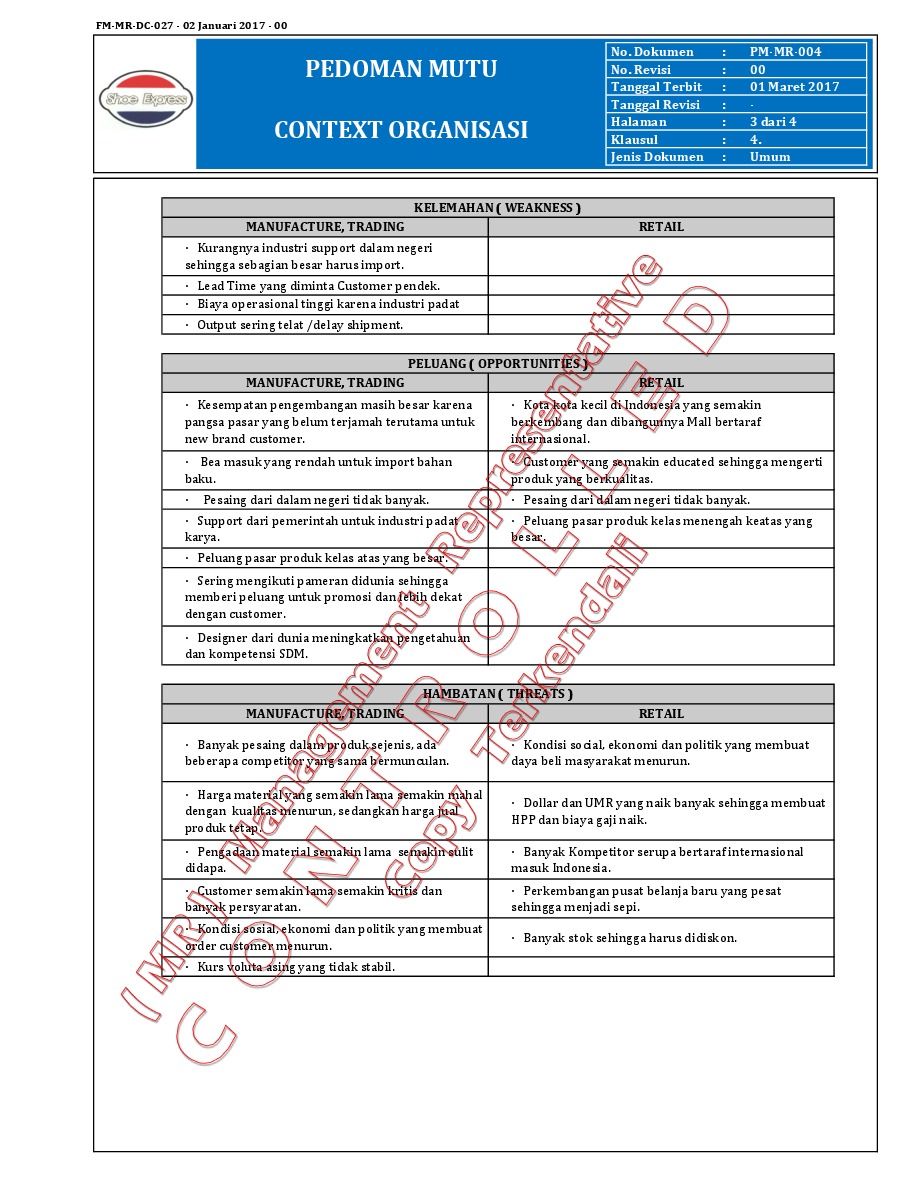 FM-MR-DC-027 - 02 Januari 2017 - 00
Shoe Express
PEDOMAN MUTU
CONTEXT ORGANISASI
No. Dokumen : PM-MR-004
No. Revisi : 00
Tanggal Terbit : 01 Maret 2017
Tanggal Revisi : -
Halaman : 3 dari 4
Klausul : 4.
Jenis Dokumen : Umum
KELEMAHAN ( WEAKNESS )
MANUFACTURE, TRADING
RETAIL
· Kurangnya industri support dalam negeri
sehingga sebagian besar harus import.
· Lead Time yang diminta Customer pendek.
· Biaya operasional tinggi karena industri padat
· Output sering telat /delay shipment.
PELUANG ( OPPORTUNITIES )
MANUFACTURE, TRADING
RETAIL
· Kesempatan pengembangan masih besar karena
pangsa pasar yang belum terjamah terutama untuk
new brand customer.
· Kota kota kecil di Indonesia yang semakin
berkembang dan dibangunnya Mall bertaraf
internasional.
· Bea masuk yang rendah untuk import bahan
baku.
· Customer yang semakin educated sehingga mengerti
produk yang berkualitas.
· Pesaing dari dalam negeri tidak banyak.
· Pesaing dari dalam negeri tidak banyak.
· Support dari pemerintah untuk industri padat
karya.
· Peluang pasar produk kelas menengah keatas yang
besar.
· Peluang pasar produk kelas atas yang besar.
· Sering mengikuti pameran didunia sehingga
memberi peluang untuk promosi dan lebih dekat
dengan customer.
· Designer dari dunia meningkatkan pengetahuan
dan kompetensi SDM.
HAMBATAN ( THREATS )
MANUFACTURE, TRADING
RETAIL
· Banyak pesaing dalam produk sejenis, ada
beberapa competitor yang sama bermunculan.
· Kondisi social, ekonomi dan politik yang membuat
daya beli masyarakat menurun.
· Harga material yang semakin lama semakin mahal
dengan kualitas menurun, sedangkan harga jual
produk tetap.
· Dollar dan UMR yang naik banyak sehingga membuat
HPP dan biaya gaji naik.
· Pengadaan material semakin lama semakin sulit
didapa.
· Banyak Kompetitor serupa bertaraf internasional
masuk Indonesia.
· Customer semakin lama semakin kritis dan
banyak persyaratan.
· Perkembangan pusat belanja baru yang pesat
sehingga menjadi sepi.
· Kondisi sosial, ekonomi dan politik yang membuat
order customer menurun.
· Banyak stok sehingga harus didiskon.
· Kurs voluta asing yang tidak stabil.
( MR ) Management Representative
CONTROLLED
Copy Terkendali